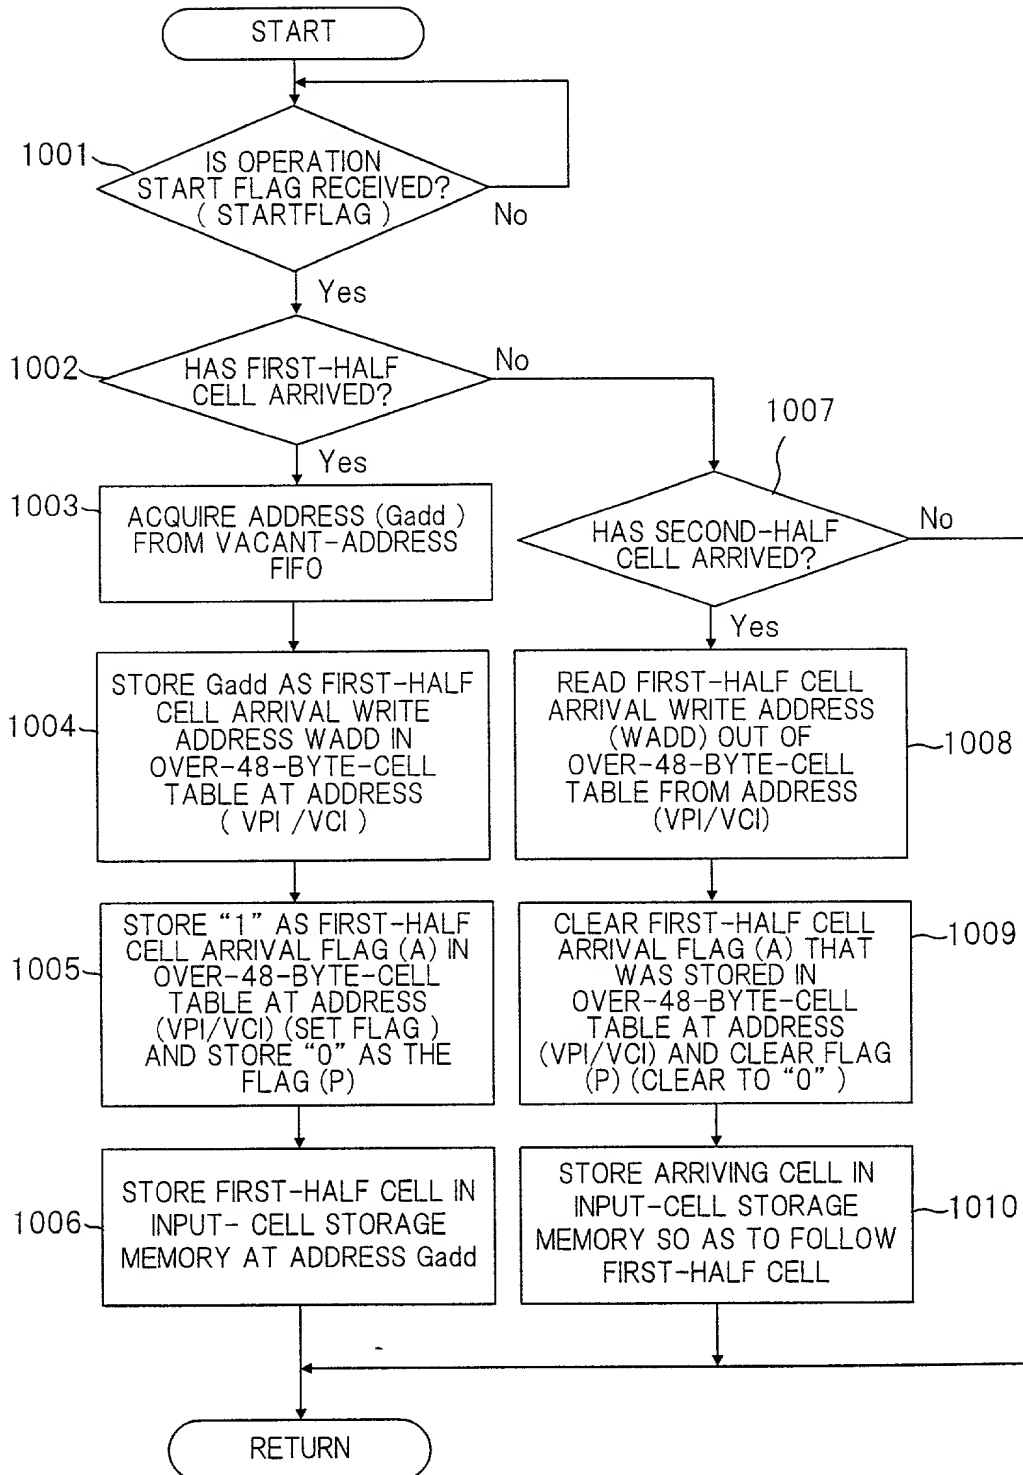 START
1001
IS OPERATION
START FLAG RECEIVED?
( STARTFLAG )
No
Yes
1002
HAS FIRST-HALF
CELL ARRIVED?
No
Yes
1007
HAS SECOND-HALF
CELL ARRIVED?
No
Yes
1003
ACQUIRE ADDRESS (Gadd )
FROM VACANT-ADDRESS
FIFO
1004
STORE Gadd AS FIRST-HALF
CELL ARRIVAL WRITE
ADDRESS WADD IN
OVER-48-BYTE-CELL
TABLE AT ADDRESS
( VPI /VCI )
READ FIRST-HALF CELL
ARRIVAL WRITE ADDRESS
(WADD) OUT OF
OVER-48-BYTE-CELL
TABLE FROM ADDRESS
(VPI/VCI)
1008
1005
STORE “1” AS FIRST-HALF
CELL ARRIVAL FLAG (A) IN
OVER-48-BYTE-CELL
TABLE AT ADDRESS
(VPI/VCI) (SET FLAG )
AND STORE “0” AS THE
FLAG (P)
CLEAR FIRST-HALF CELL
ARRIVAL FLAG (A) THAT
WAS STORED IN
OVER-48-BYTE-CELL
TABLE AT ADDRESS
(VPI/VCI) AND CLEAR FLAG
(P) (CLEAR TO “0” )
1009
1006
STORE FIRST-HALF CELL IN
INPUT- CELL STORAGE
MEMORY AT ADDRESS Gadd
STORE ARRIVING CELL IN
INPUT-CELL STORAGE
MEMORY SO AS TO FOLLOW
FIRST-HALF CELL
1010
RETURN